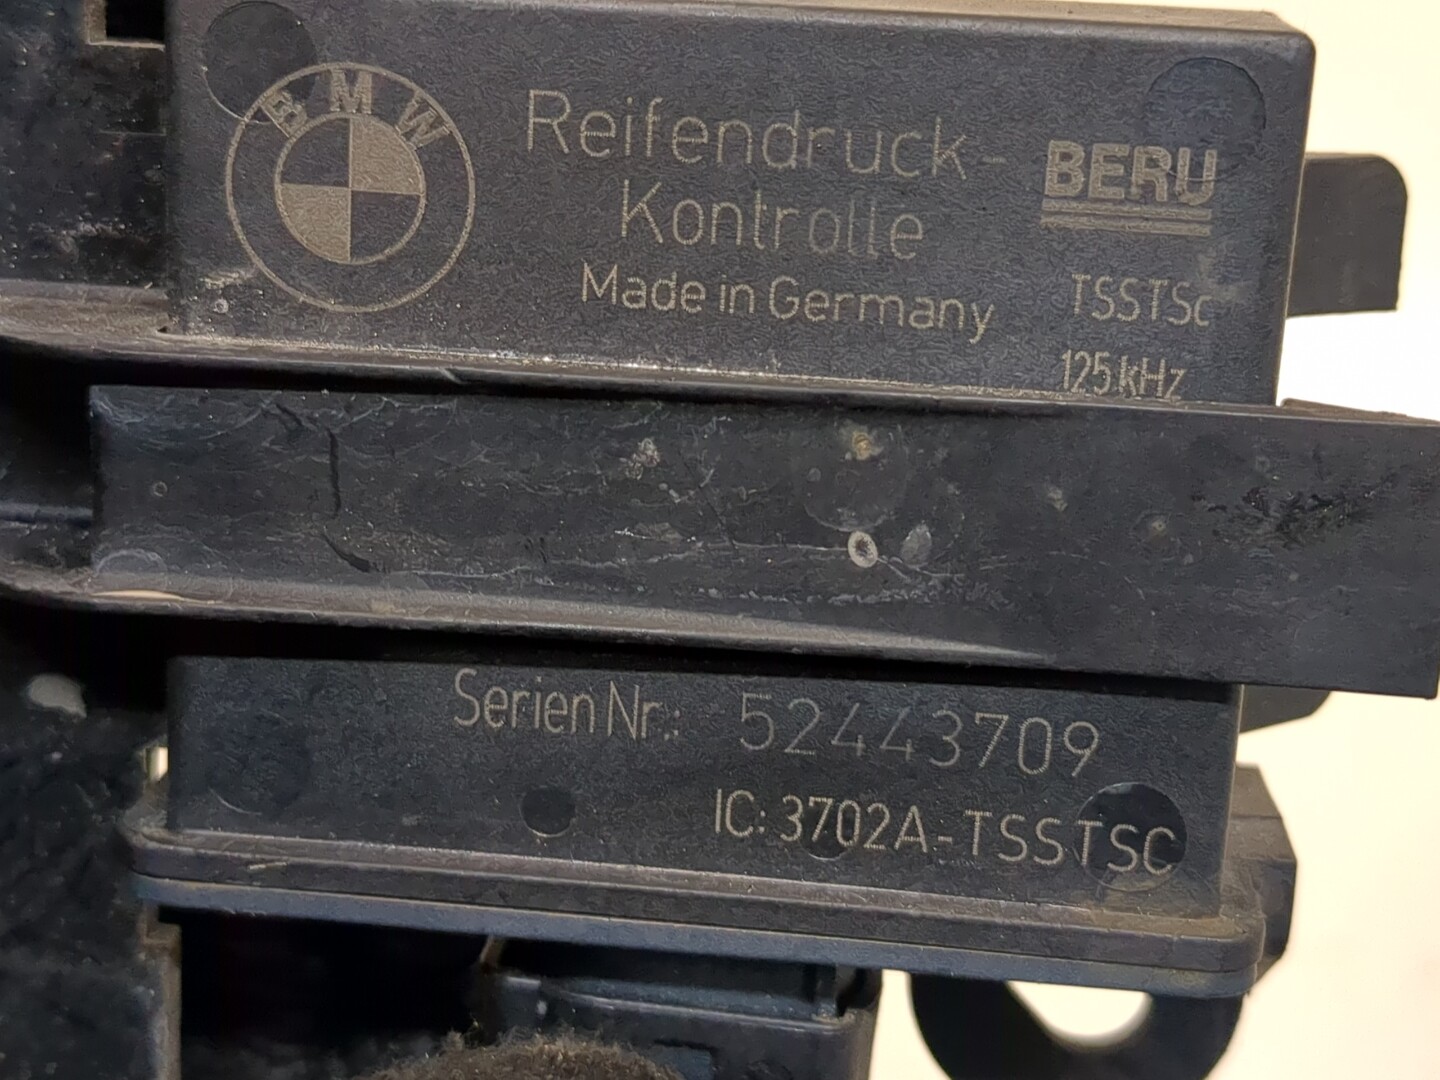 BMW
Reifendruck-
Kontrolle
Made in Germany
BERU
TSSTSc
125 kHz
Serien Nr.: 52443709
IC: 3702A-TSSTSC